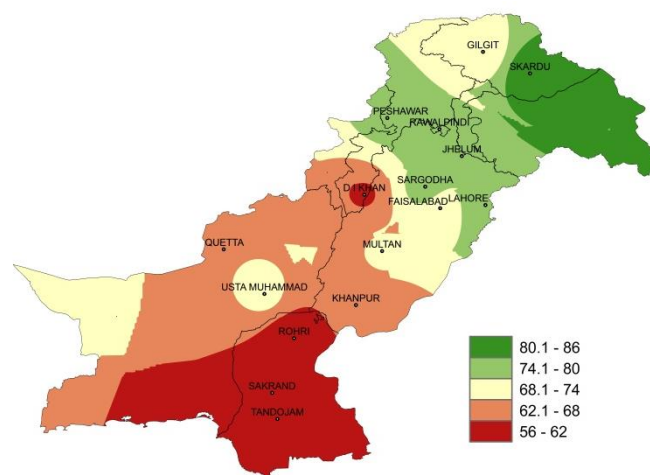 GILGIT
SKARDU
PESHAWAR
RAWALPINDI
JHELUM
D I KHAN
SARGODHA
FAISALABAD
LAHORE
QUETTA
MULTAN
USTA MUHAMMAD
KHANPUR
ROHRI
SAKRAND
TANDOJAM
80.1 - 86
74.1 - 80
68.1 - 74
62.1 - 68
56 - 62